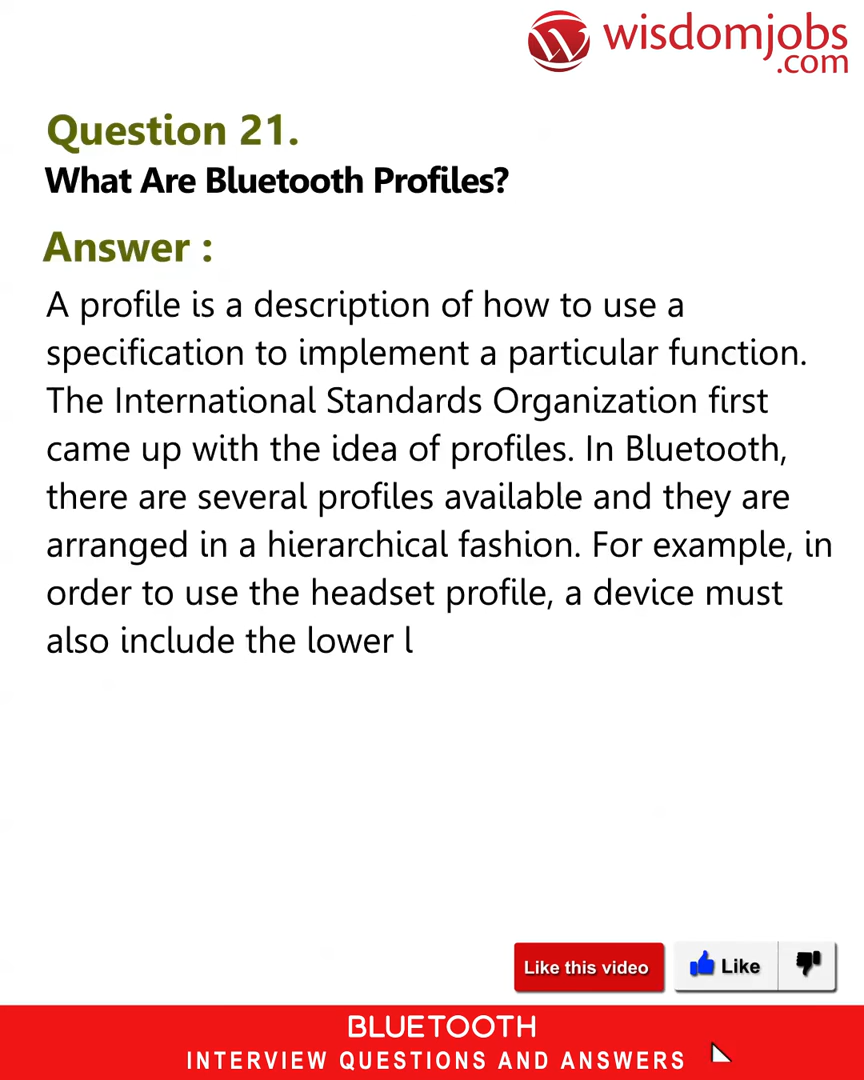 wisdomjobs
.com
Question 21.
What Are Bluetooth Profiles?
Answer :
A profile is a description of how to use a
specification to implement a particular function.
The International Standards Organization first
came up with the idea of profiles. In Bluetooth,
there are several profiles available and they are
arranged in a hierarchical fashion. For example, in
order to use the headset profile, a device must
also include the lower l
Like this video
Like
BLUETOOTH
INTERVIEW QUESTIONS AND ANSWERS